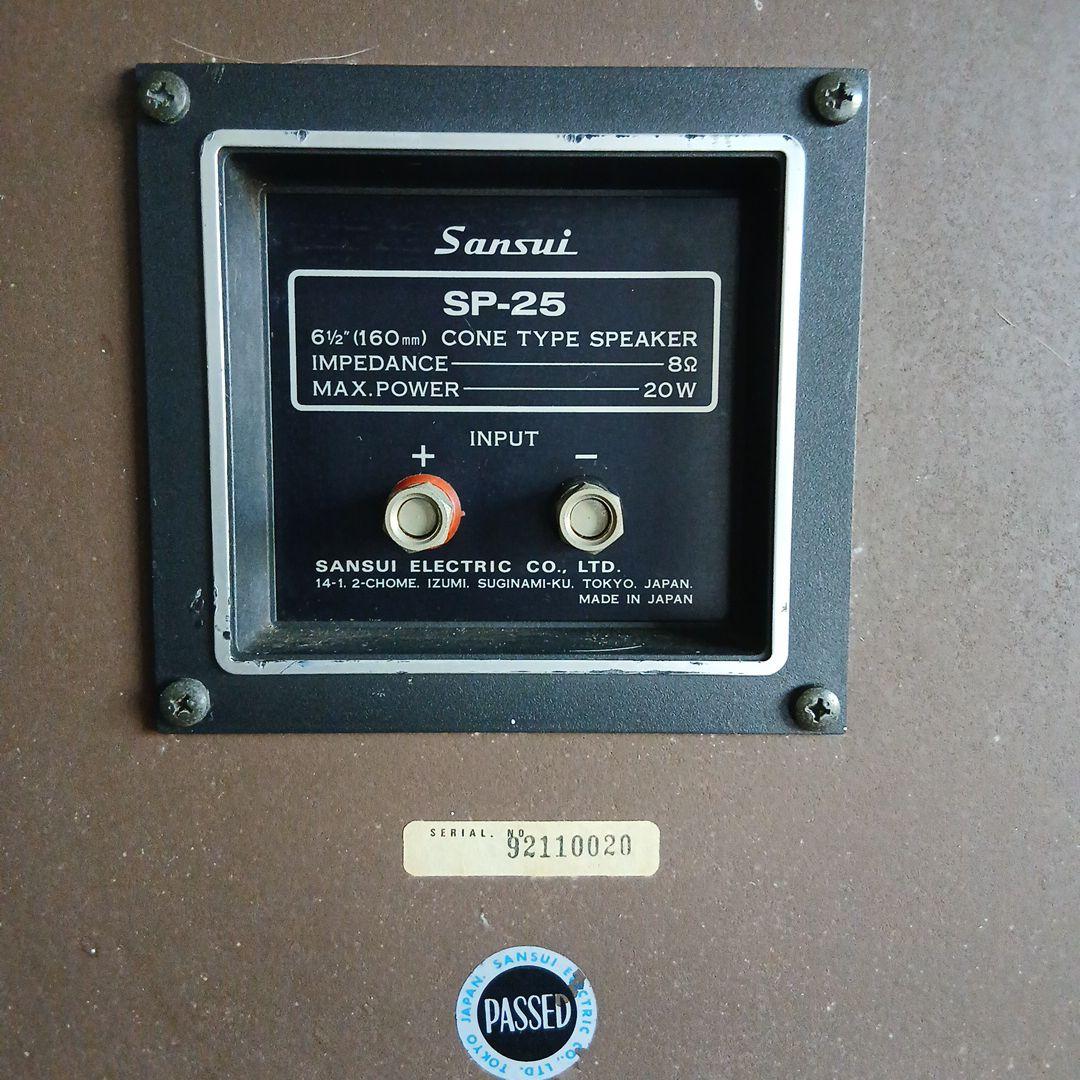 Sansui
SP-25
6½"(160mm) CONE TYPE SPEAKER
IMPEDANCE 8Ω
MAX.POWER 20W
INPUT
+ −
SANSUI ELECTRIC CO., LTD.
14-1. 2-CHOME. IZUMI. SUGINAMI-KU. TOKYO. JAPAN.
MADE IN JAPAN
SERIAL. NO
92110020
SANSUI ELECTRIC CO., LTD. TOKYO JAPAN.
PASSED